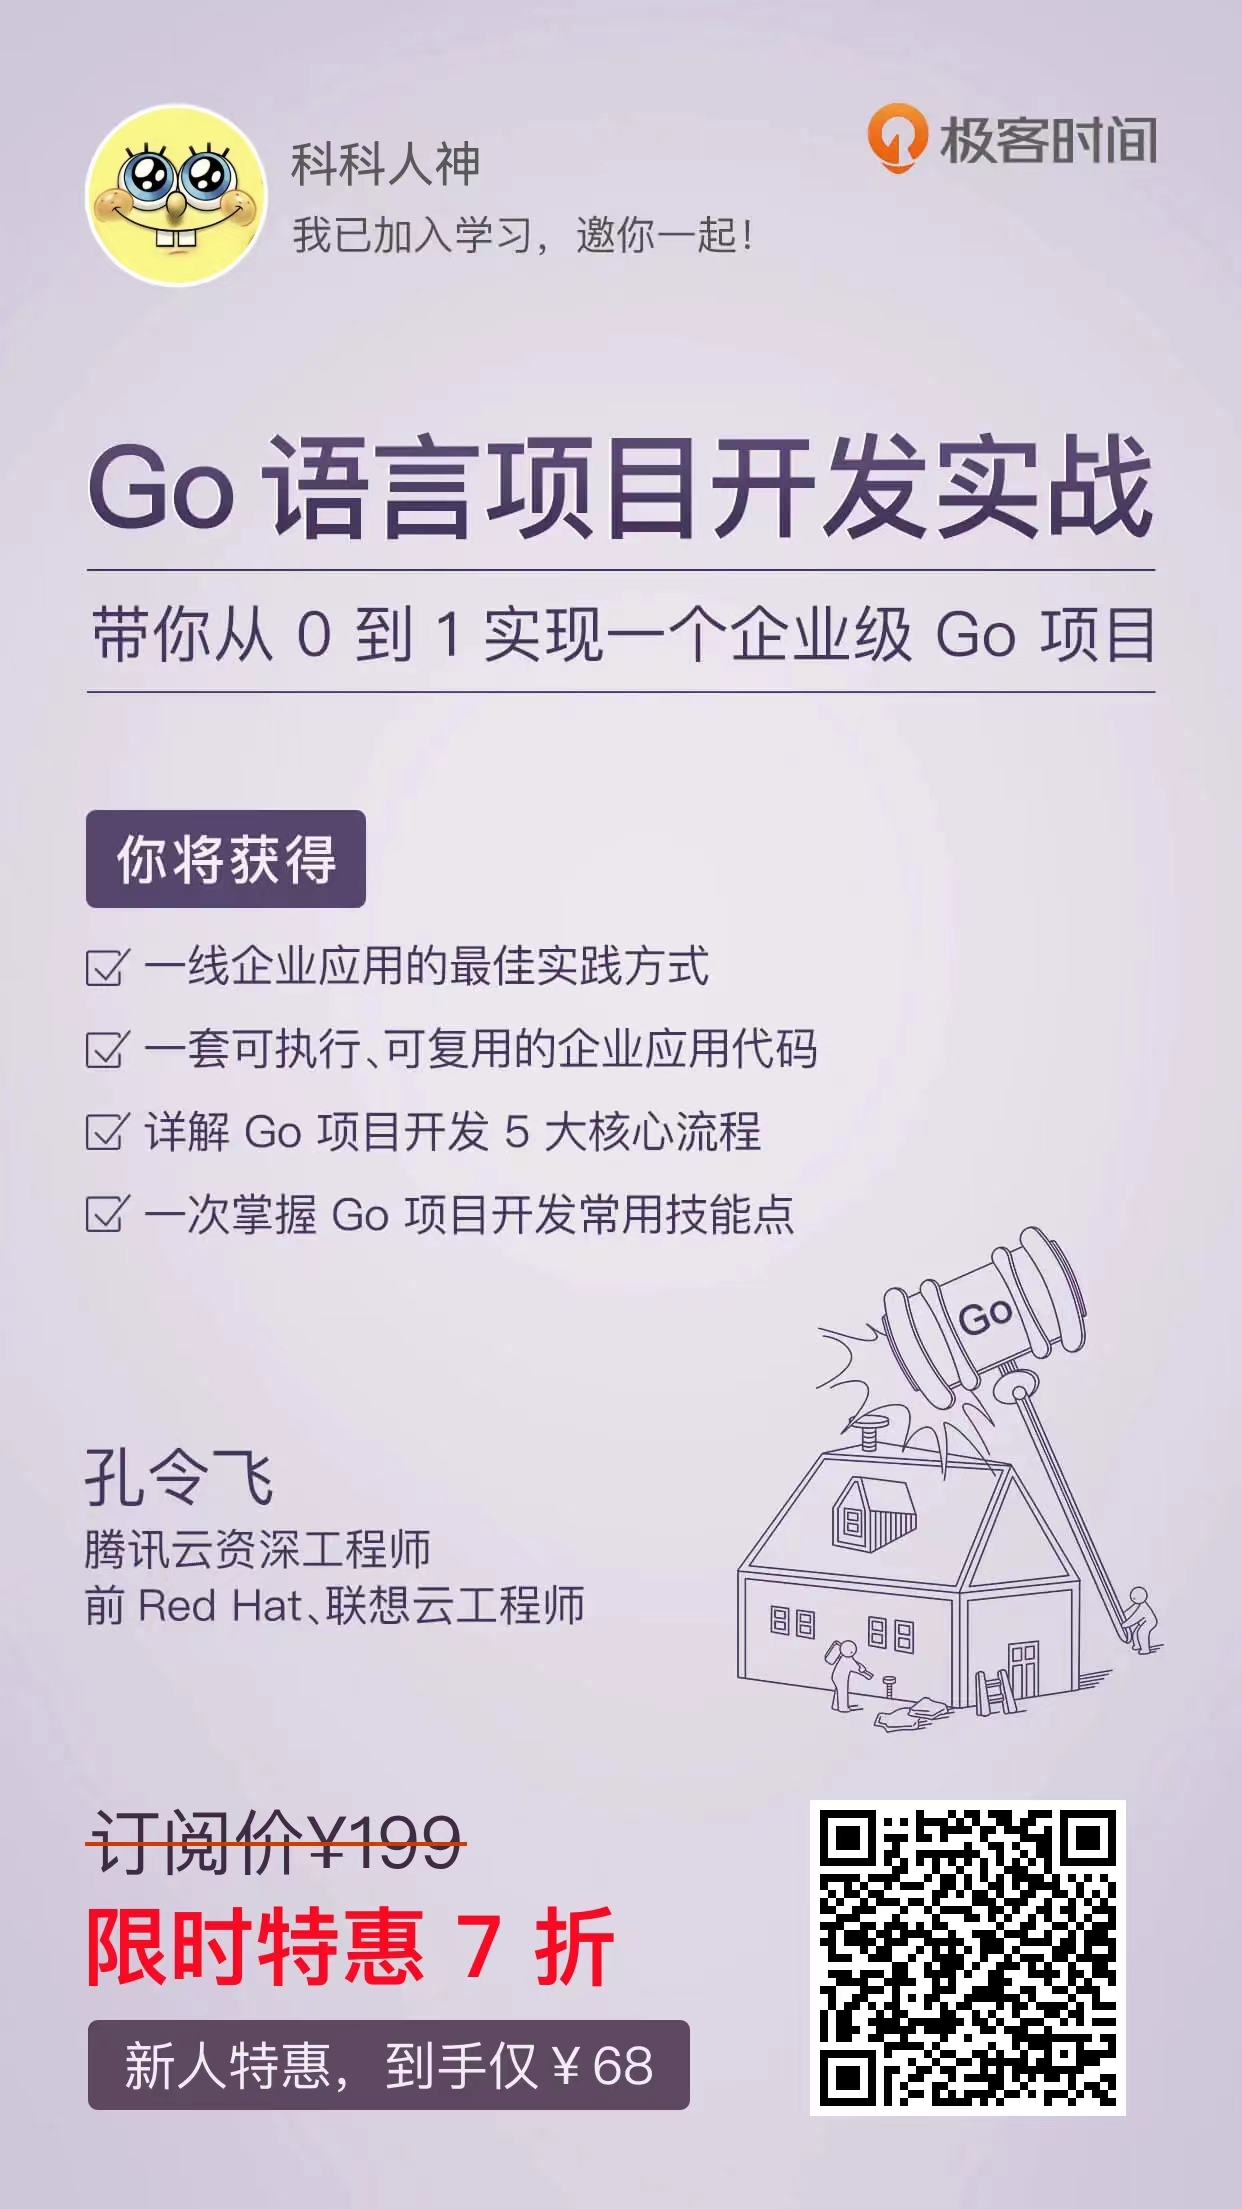 科科人神
极客时间
我已加入学习，邀你一起！
Go 语言项目开发实战
带你从 0 到 1 实现一个企业级 Go 项目
你将获得
一线企业应用的最佳实践方式
一套可执行、可复用的企业应用代码
详解 Go 项目开发 5 大核心流程
一次掌握 Go 项目开发常用技能点
Go
孔令飞
腾讯云资深工程师
前 Red Hat、联想云工程师
订阅价¥199
限时特惠 7 折
新人特惠，到手仅 ¥ 68